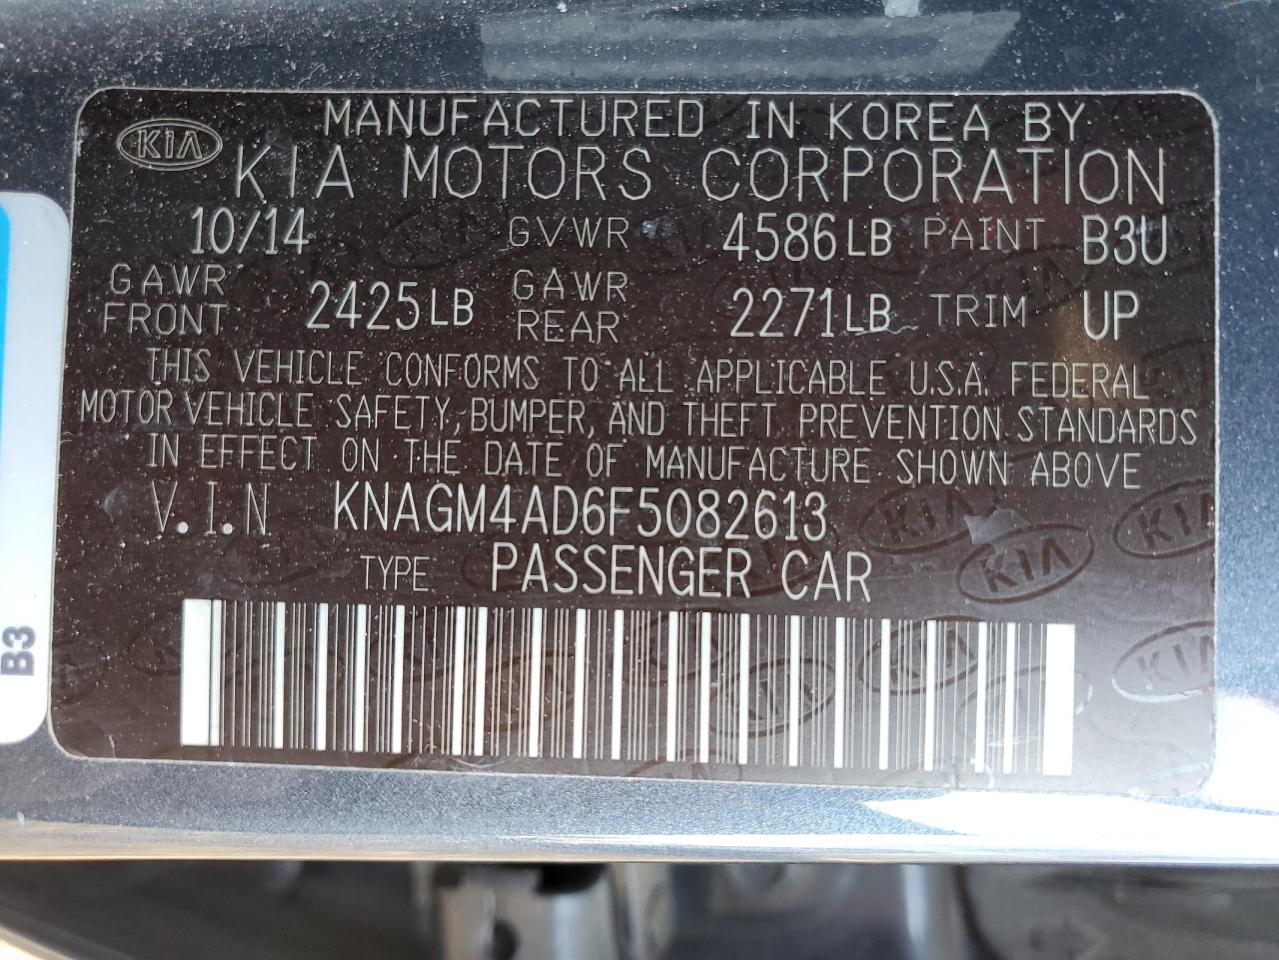 MANUFACTURED IN KOREA BY
KIA KIA MOTORS CORPORATION
10/14 GVWR 4586LB PAINT B3U
GAWR FRONT 2425LB GAWR REAR 2271LB TRIM UP
THIS VEHICLE CONFORMS TO ALL APPLICABLE U.S.A. FEDERAL
MOTOR VEHICLE SAFETY, BUMPER, AND THEFT PREVENTION STANDARDS
IN EFFECT ON THE DATE OF MANUFACTURE SHOWN ABOVE
V.I.N KNAGM4AD6F5082613
TYPE PASSENGER CAR
B3